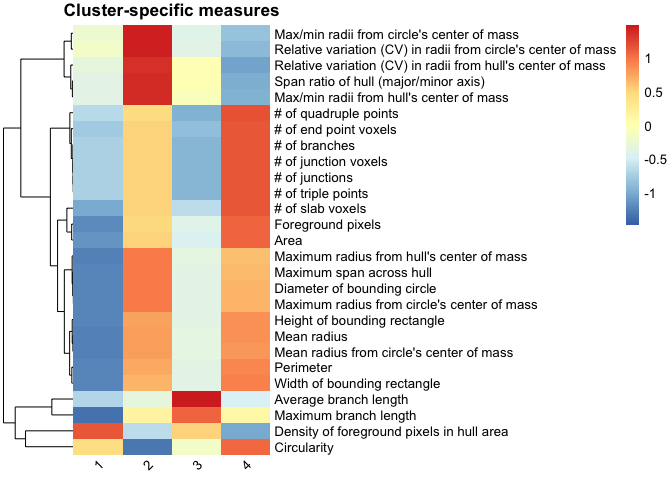 Cluster-specific measures
Max/min radii from circle's center of mass
Relative variation (CV) in radii from circle's center of mass
Relative variation (CV) in radii from hull's center of mass
Span ratio of hull (major/minor axis)
Max/min radii from hull's center of mass
# of quadruple points
# of end point voxels
# of branches
# of junction voxels
# of junctions
# of triple points
# of slab voxels
Foreground pixels
Area
Maximum radius from hull's center of mass
Maximum span across hull
Diameter of bounding circle
Maximum radius from circle's center of mass
Height of bounding rectangle
Mean radius
Mean radius from circle's center of mass
Perimeter
Width of bounding rectangle
Average branch length
Maximum branch length
Density of foreground pixels in hull area
Circularity
1 2 3 4
1
0.5
0
-0.5
-1